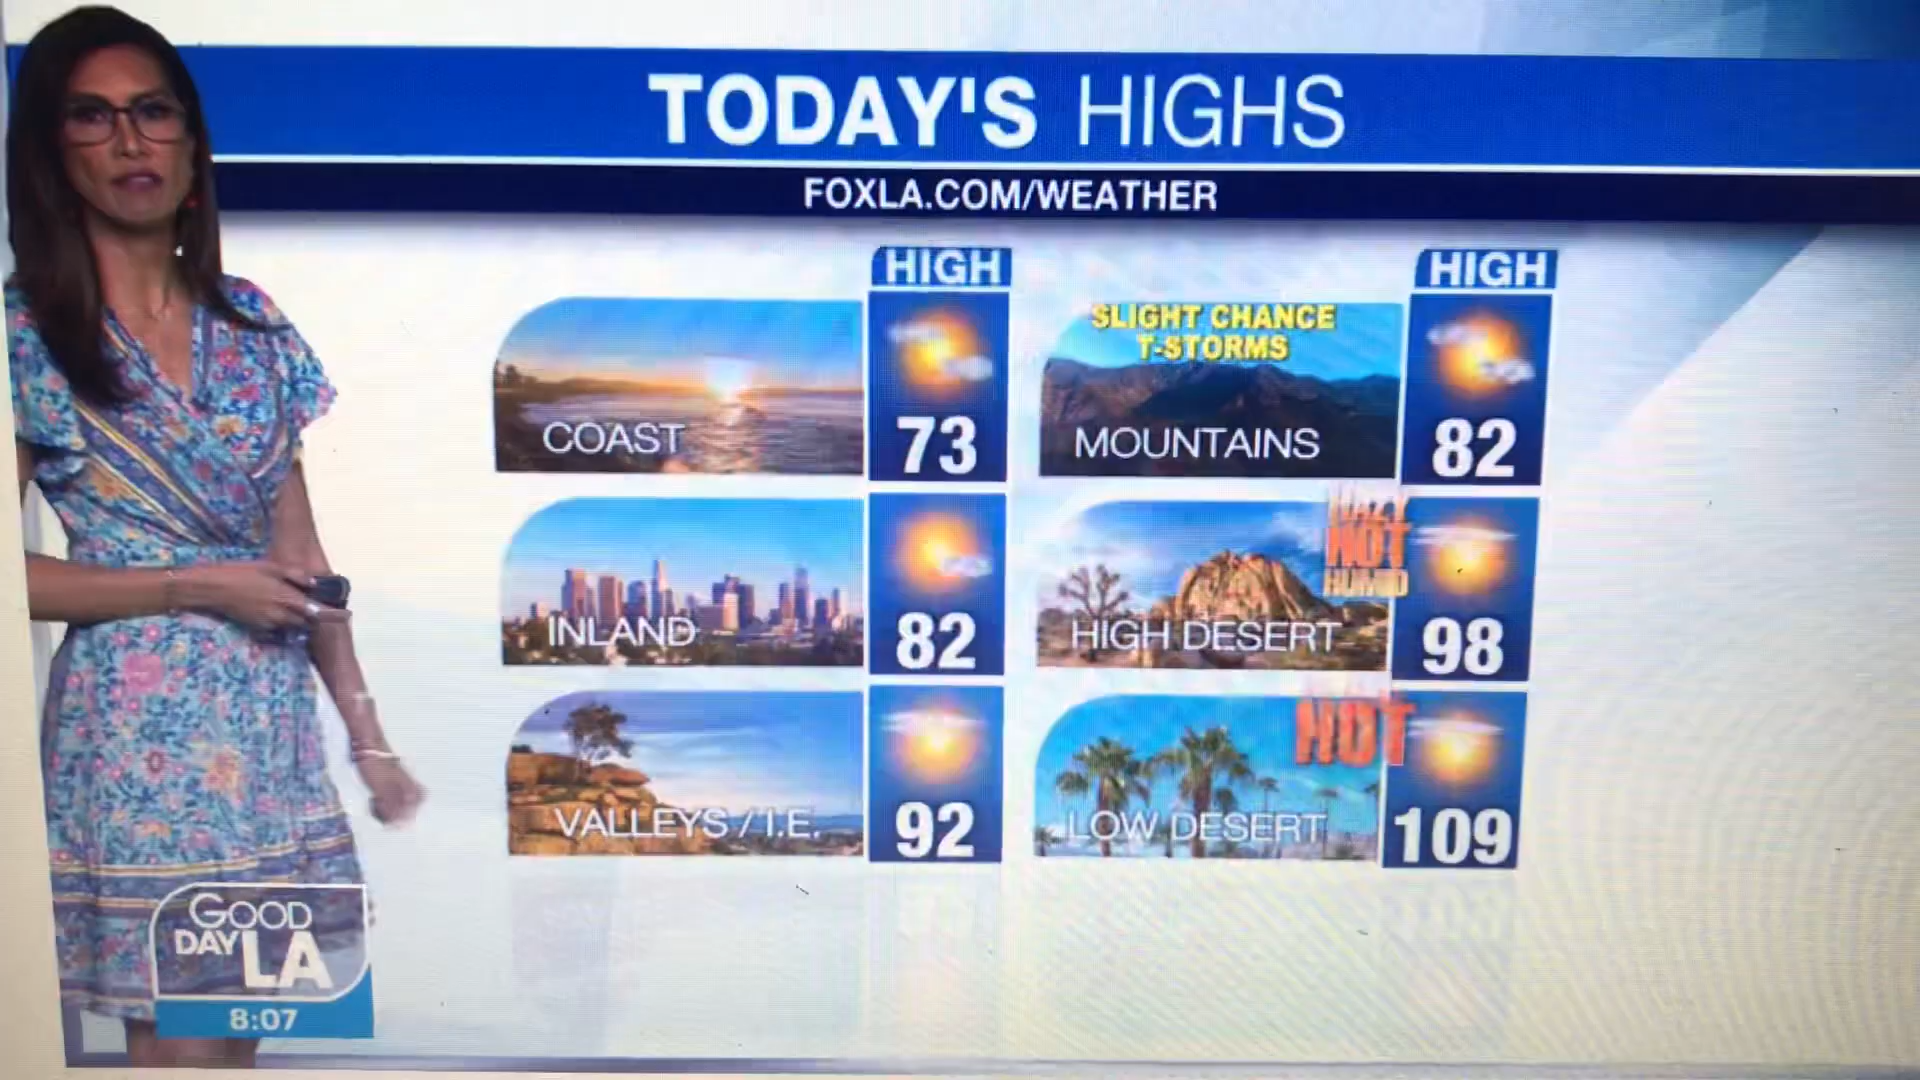 TODAY'S HIGHS
FOXLA.COM/WEATHER
HIGH
COAST
73
INLAND
82
VALLEYS / I.E.
92
HIGH
SLIGHT CHANCE
T-STORMS
MOUNTAINS
82
HAZY
HOT
HUMID
HIGH DESERT
98
HOT
LOW DESERT
109
GOOD
DAY LA
8:07